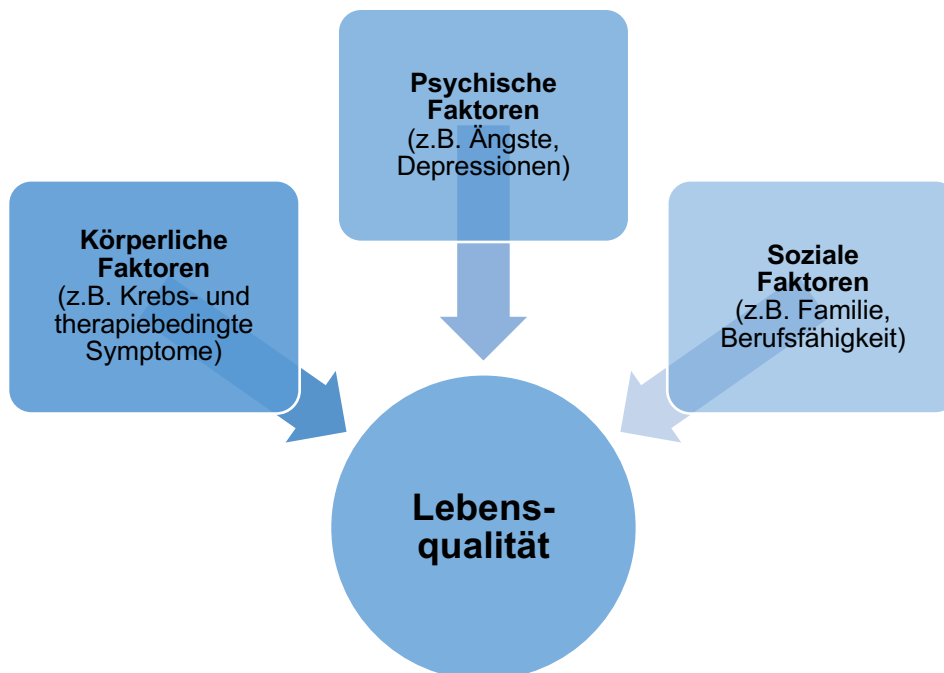 Psychische
Faktoren
(z.B. Ängste,
Depressionen)
Körperliche
Faktoren
(z.B. Krebs- und
therapiebedingte
Symptome)
Soziale
Faktoren
(z.B. Familie,
Berufsfähigkeit)
Lebens-
qualität